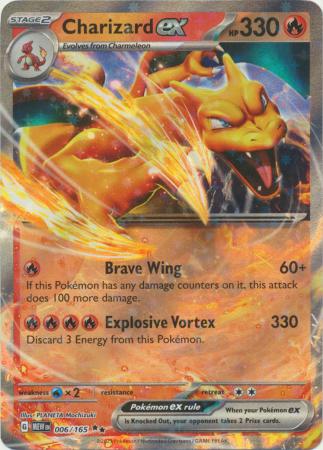 STAGE2 Charizard ex HP 330
Evolves from Charmeleon
Brave Wing 60+
If this Pokémon has any damage counters on it, this attack
does 100 more damage.
Explosive Vortex 330
Discard 3 Energy from this Pokémon.
weakness ×2 resistance retreat
Illus. PLANETA Mochizuki
G MEW EN 006/165 ★★
Pokémon ex rule
When your Pokémon ex
is Knocked Out, your opponent takes 2 Prize cards.